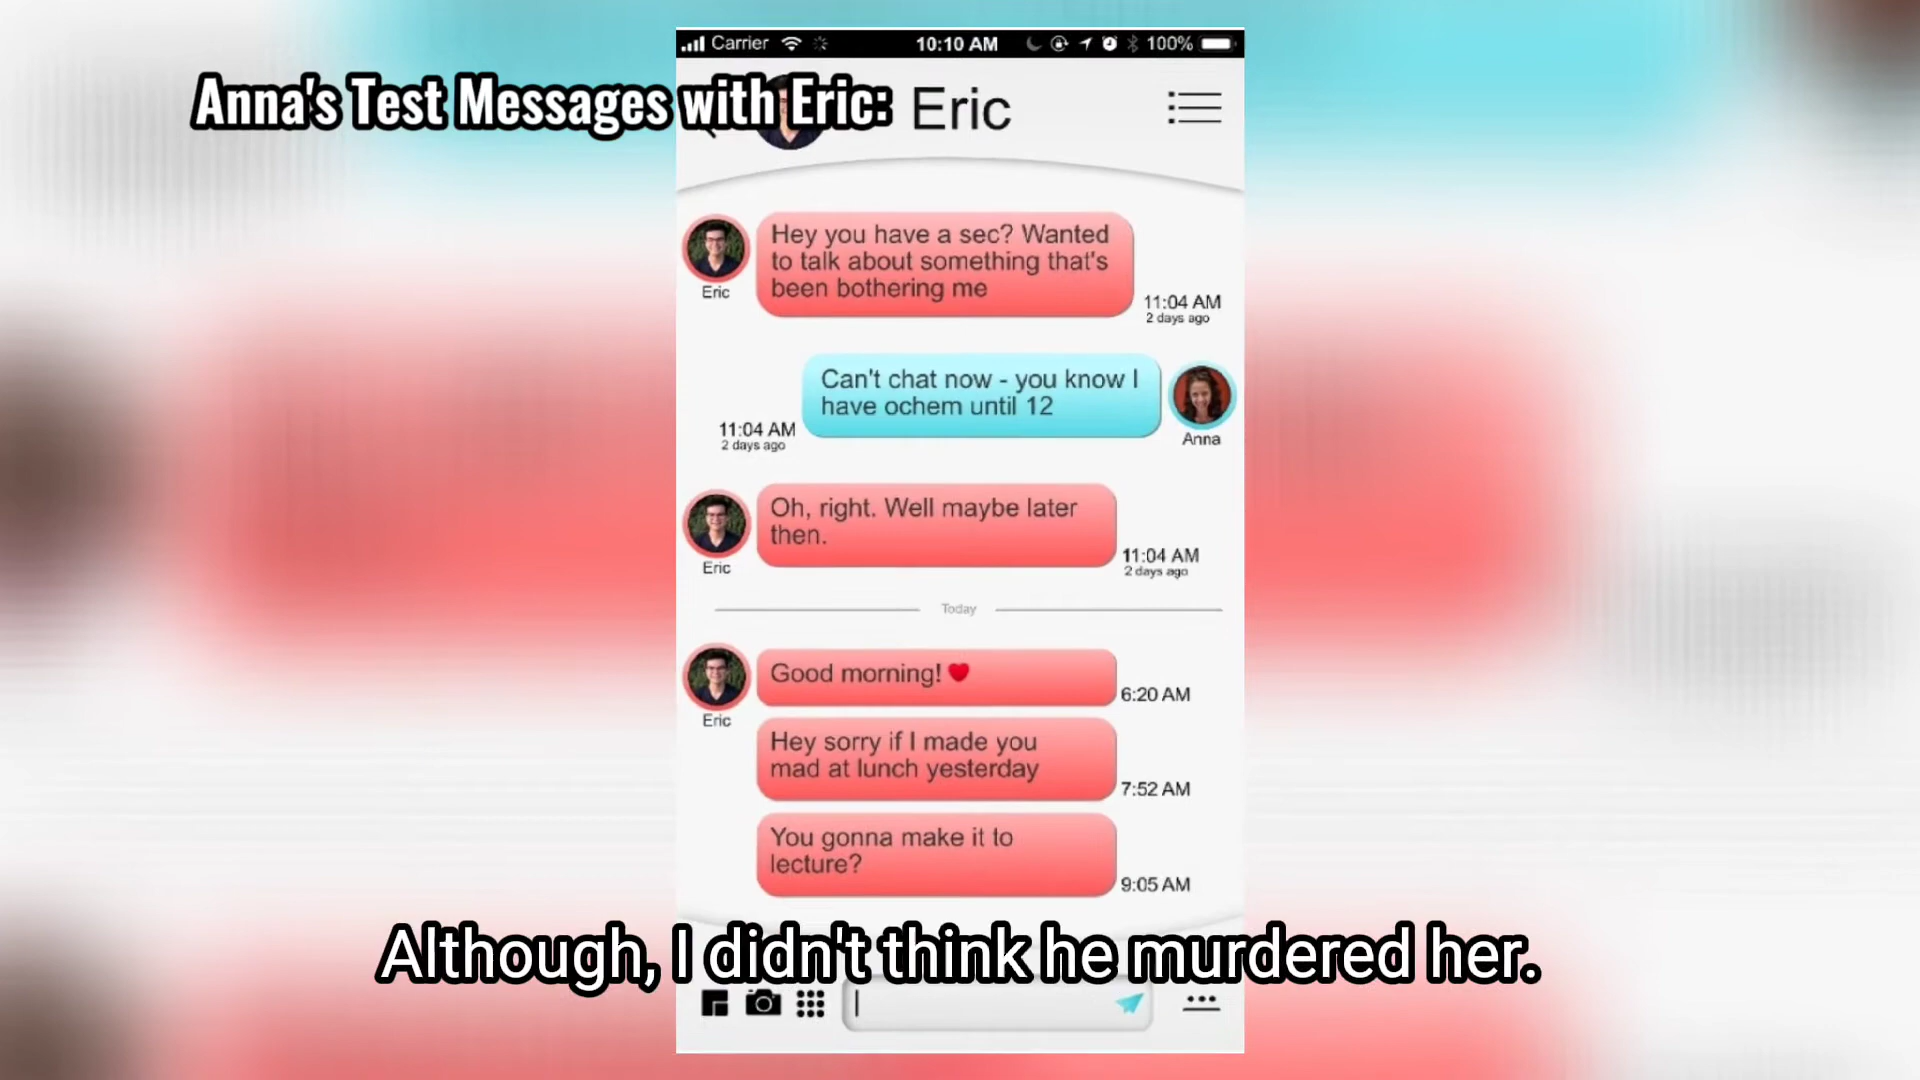 Carrier 10:10 AM 100%
Anna's Test Messages with Eric:
Eric
Hey you have a sec? Wanted
to talk about something that's
been bothering me
Eric
11:04 AM
2 days ago
Can't chat now - you know I
have ochem until 12
11:04 AM
2 days ago
Anna
Oh, right. Well maybe later
then.
Eric
11:04 AM
2 days ago
Today
Good morning!
6:20 AM
Eric
Hey sorry if I made you
mad at lunch yesterday
7:52 AM
You gonna make it to
lecture?
9:05 AM
Although, I didn't think he murdered her.